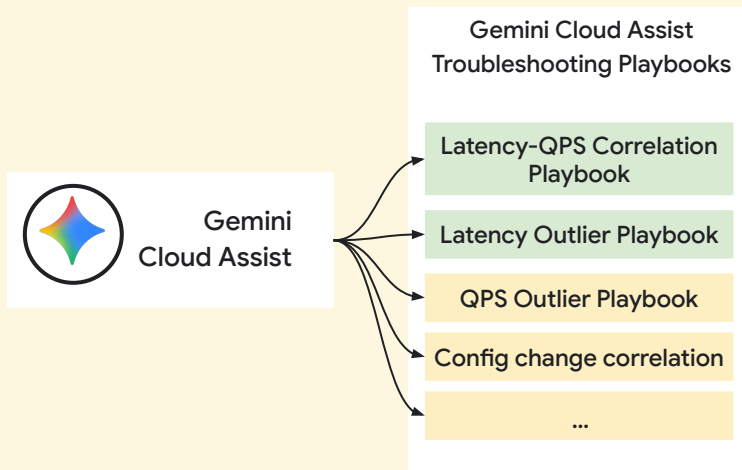 Gemini Cloud Assist
Troubleshooting Playbooks
Latency-QPS Correlation
Playbook
Gemini
Cloud Assist
Latency Outlier Playbook
QPS Outlier Playbook
Config change correlation
...